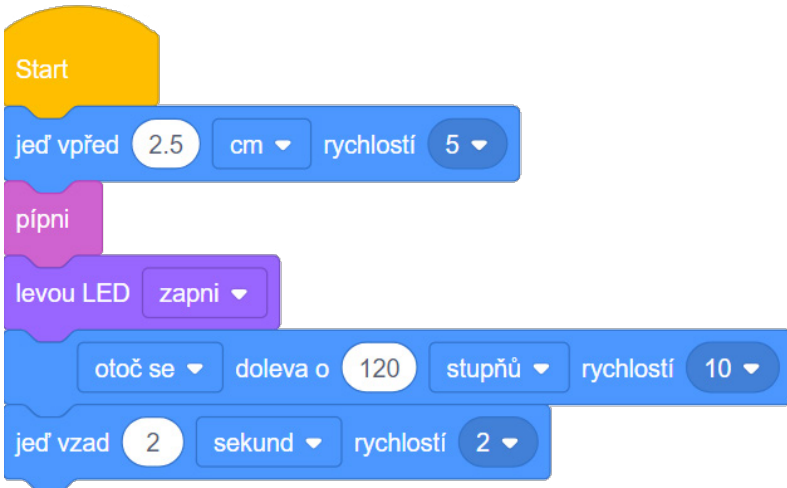 Start
jeď vpřed 2.5 cm rychlostí 5
pípni
levou LED zapni
otoč se doleva o 120 stupňů rychlostí 10
jeď vzad 2 sekund rychlostí 2